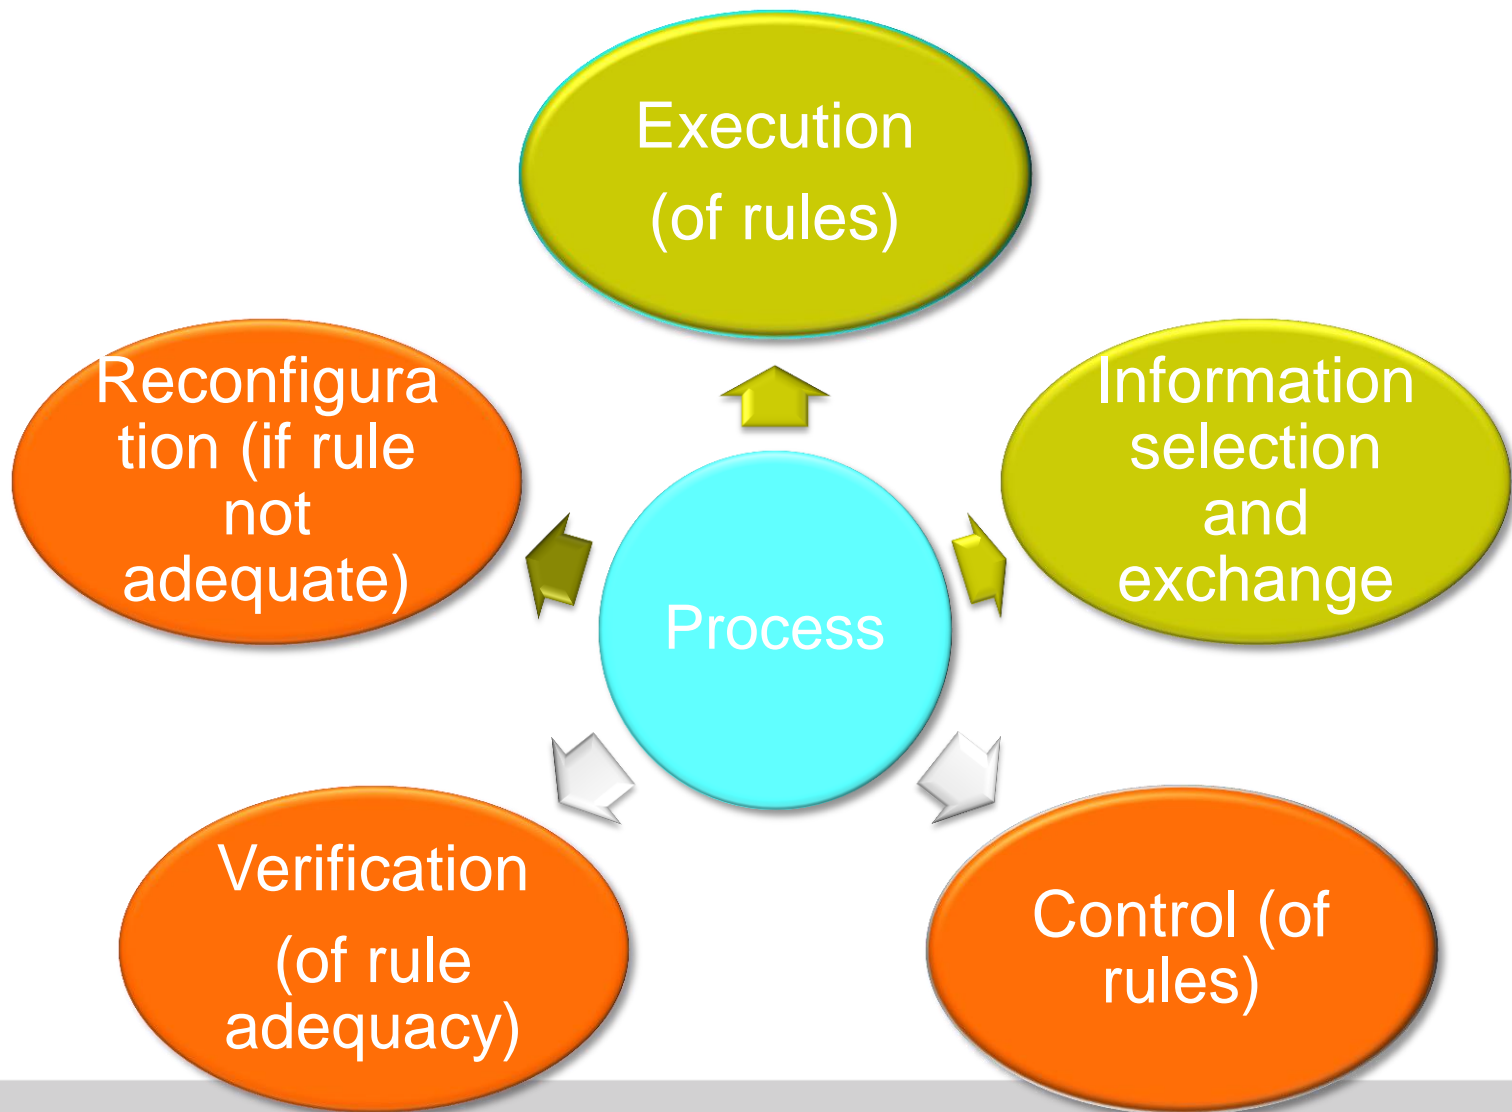 Execution
(of rules)
Reconfigura
tion (if rule
not
adequate)
Information
selection
and
exchange
Process
Verification
(of rule
adequacy)
Control (of
rules)